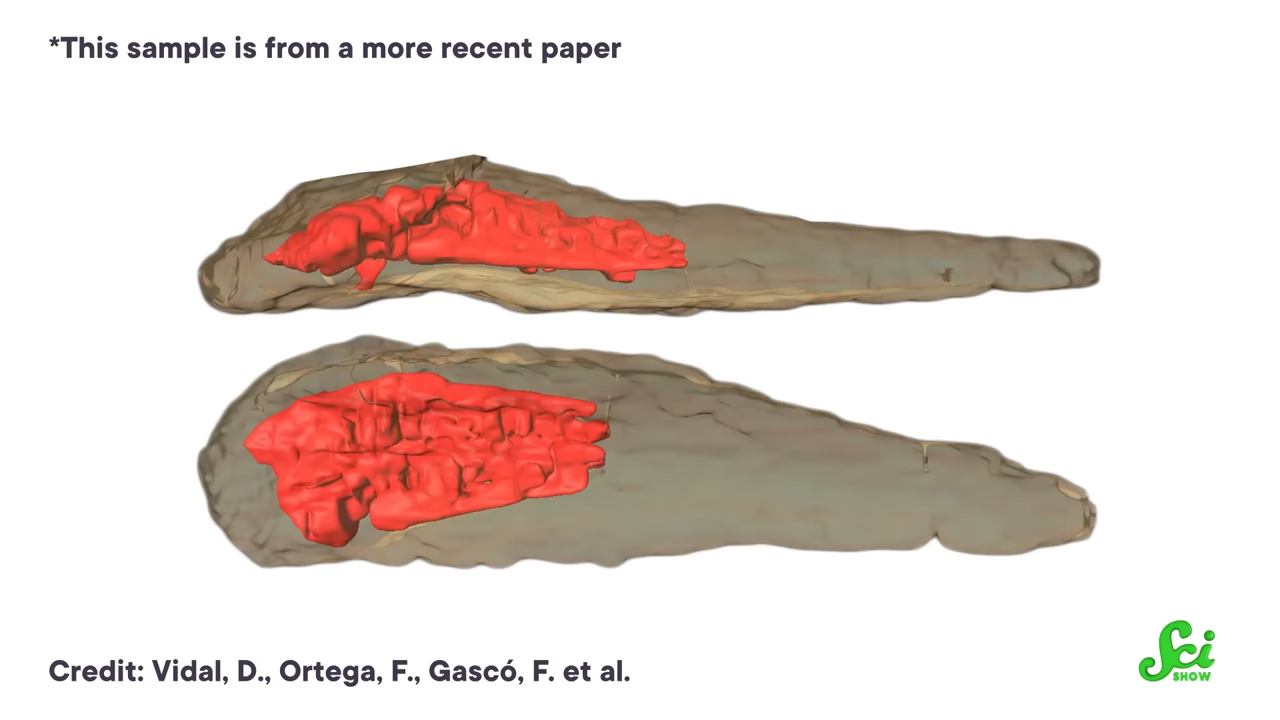 *This sample is from a more recent paper
Credit: Vidal, D., Ortega, F., Gascó, F. et al.
Sci
SHOW